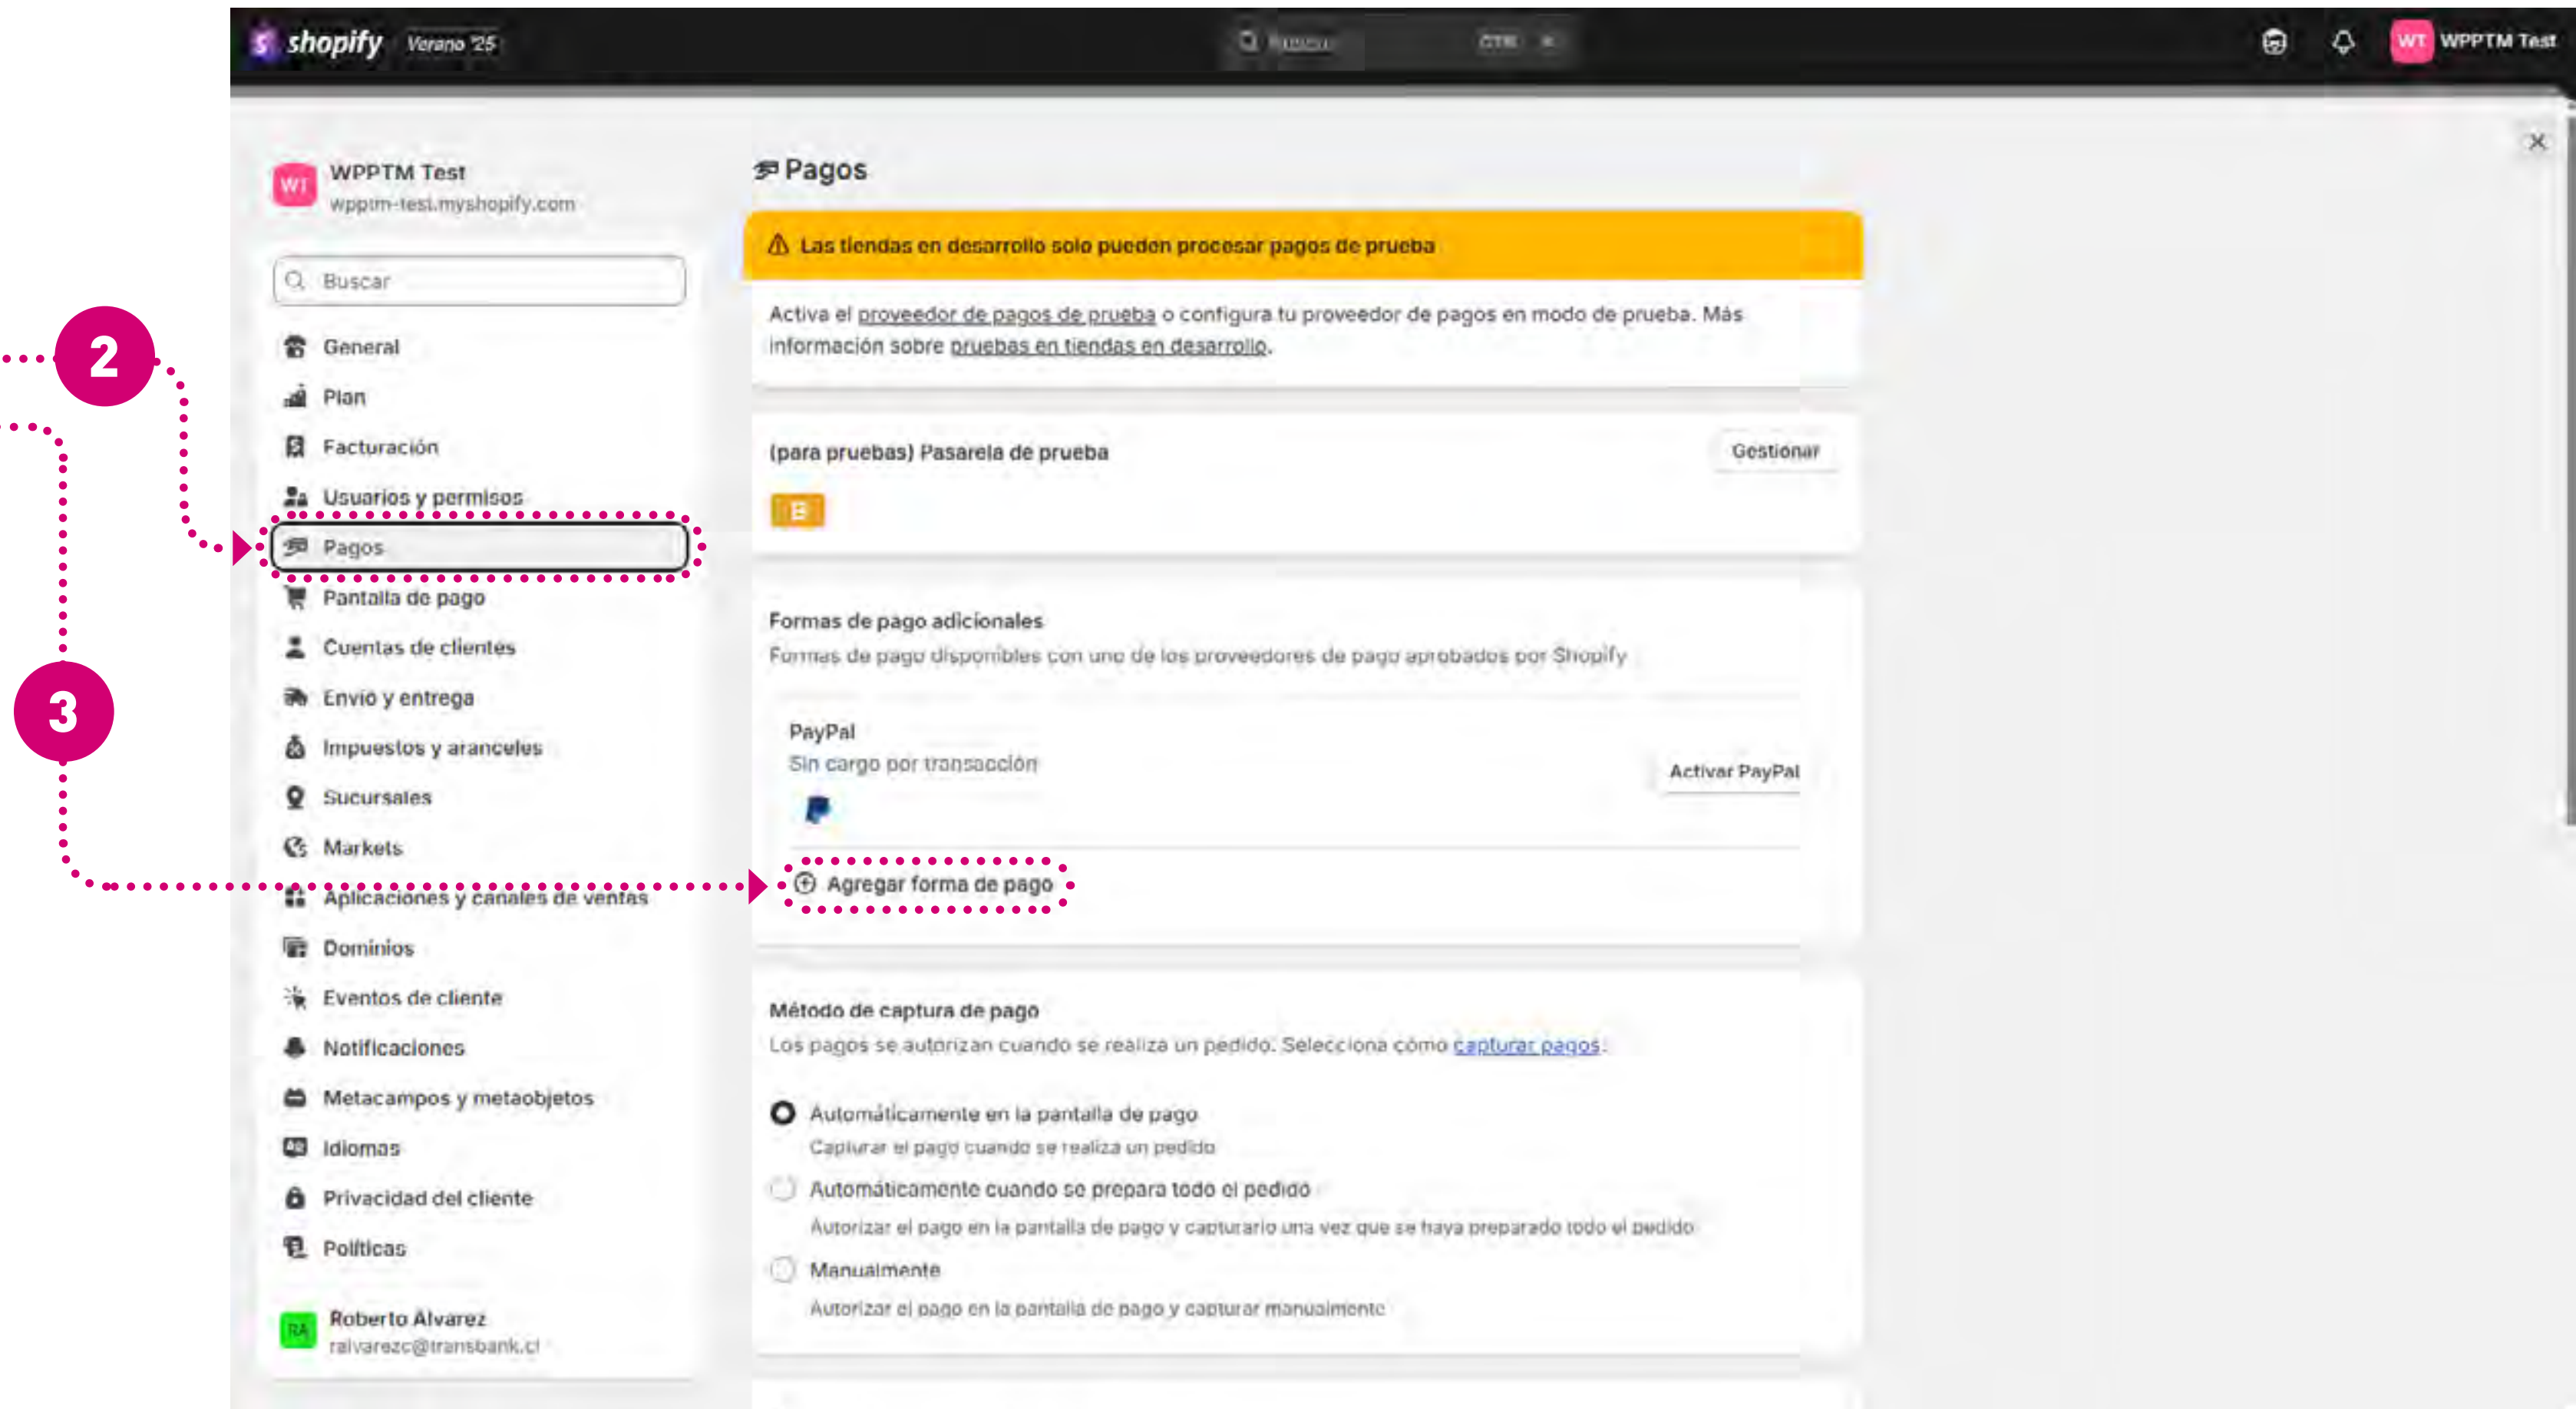 shopify Verano '25
Buscar CTRL K
WT WPPTM Test
WT WPPTM Test
wpptm-test.myshopify.com
Buscar
2
General
Plan
Facturación
Usuarios y permisos
Pagos
Pantalla de pago
Cuentas de clientes
3
Envío y entrega
Impuestos y aranceles
Sucursales
Markets
Aplicaciones y canales de ventas
Dominios
Eventos de cliente
Notificaciones
Metacampos y metaobjetos
Idiomas
Privacidad del cliente
Políticas
RA Roberto Alvarez
ralvarezc@transbank.cl
Pagos
Las tiendas en desarrollo solo pueden procesar pagos de prueba
Activa el proveedor de pagos de prueba o configura tu proveedor de pagos en modo de prueba. Más
información sobre pruebas en tiendas en desarrollo.
(para pruebas) Pasarela de prueba
Gestionar
B
Formas de pago adicionales
Formas de pago disponibles con uno de los proveedores de pago aprobados por Shopify
PayPal
Sin cargo por transacción
Activar PayPal
Agregar forma de pago
Método de captura de pago
Los pagos se autorizan cuando se realiza un pedido. Selecciona cómo capturar pagos.
Automáticamente en la pantalla de pago
Capturar el pago cuando se realiza un pedido
Automáticamente cuando se prepara todo el pedido
Autorizar el pago en la pantalla de pago y capturarlo una vez que se haya preparado todo el pedido
Manualmente
Autorizar el pago en la pantalla de pago y capturar manualmente